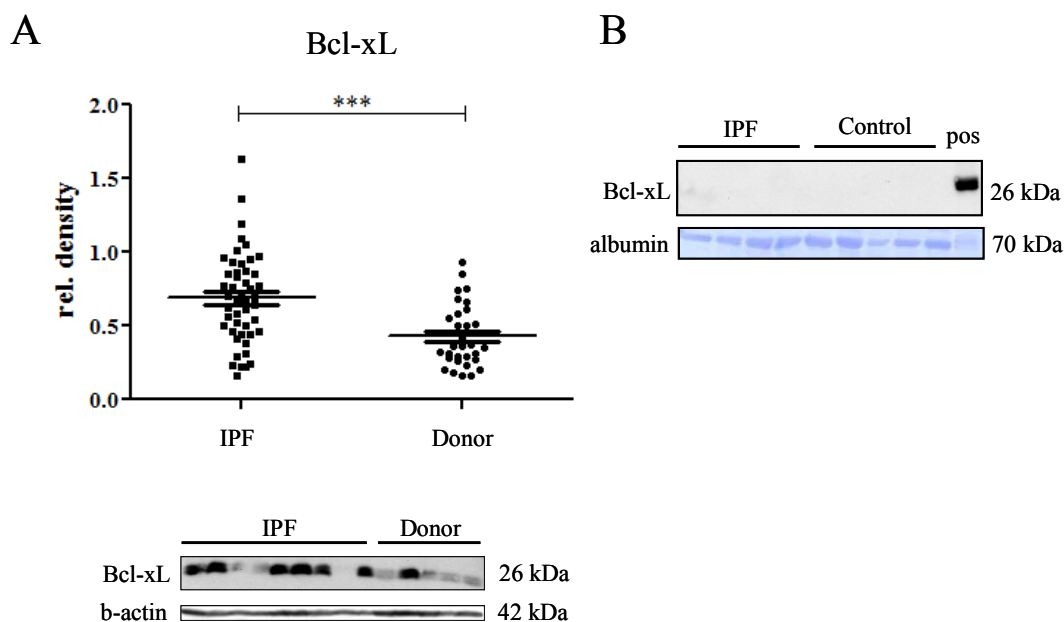 A
Bcl-xL
***
2.0
1.5
1.0
0.5
0.0
rel. density
IPF Donor
IPF Donor
Bcl-xL 26 kDa
b-actin 42 kDa
B
IPF Control pos
Bcl-xL 26 kDa
albumin 70 kDa